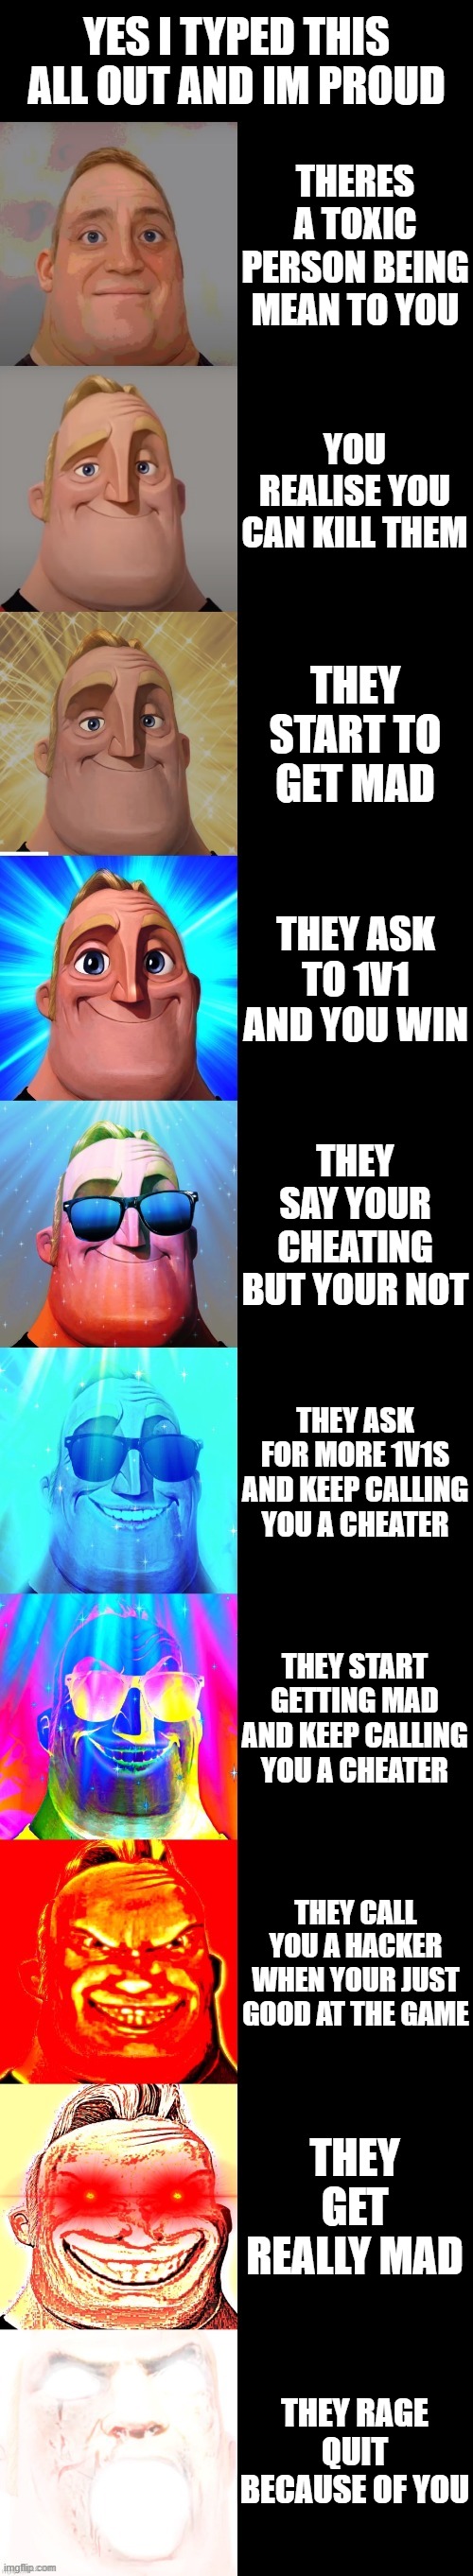 YES I TYPED THIS
ALL OUT AND IM PROUD
THERES
A TOXIC
PERSON BEING
MEAN TO YOU
YOU
REALISE YOU
CAN KILL THEM
THEY
START TO
GET MAD
THEY ASK
TO 1V1
AND YOU WIN
THEY
SAY YOUR
CHEATING
BUT YOUR NOT
THEY ASK
FOR MORE 1V1S
AND KEEP CALLING
YOU A CHEATER
THEY START
GETTING MAD
AND KEEP CALLING
YOU A CHEATER
THEY CALL
YOU A HACKER
WHEN YOUR JUST
GOOD AT THE GAME
THEY
GET
REALLY MAD
THEY RAGE
QUIT
BECAUSE OF YOU
imgflip.com